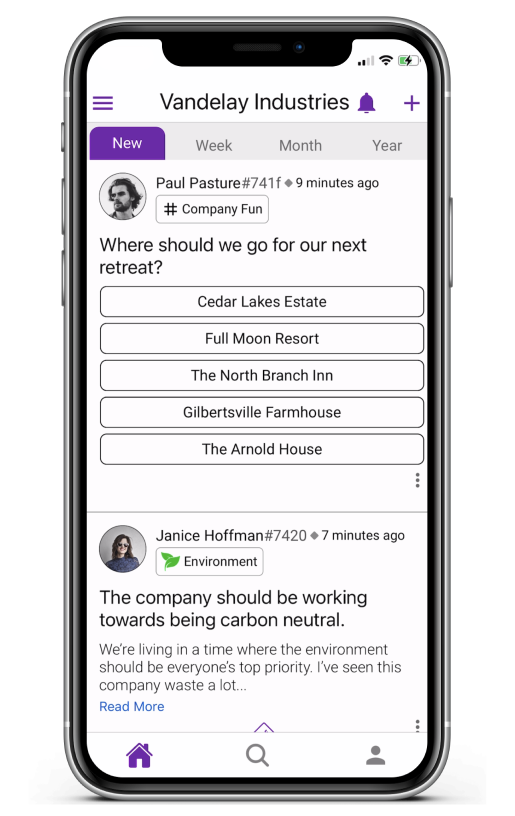 Vandelay Industries
New Week Month Year
Paul Pasture#741f ◆ 9 minutes ago
# Company Fun
Where should we go for our next
retreat?
Cedar Lakes Estate
Full Moon Resort
The North Branch Inn
Gilbertsville Farmhouse
The Arnold House
Janice Hoffman#7420 ◆ 7 minutes ago
Environment
The company should be working
towards being carbon neutral.
We're living in a time where the environment
should be everyone's top priority. I've seen this
company waste a lot...
Read More